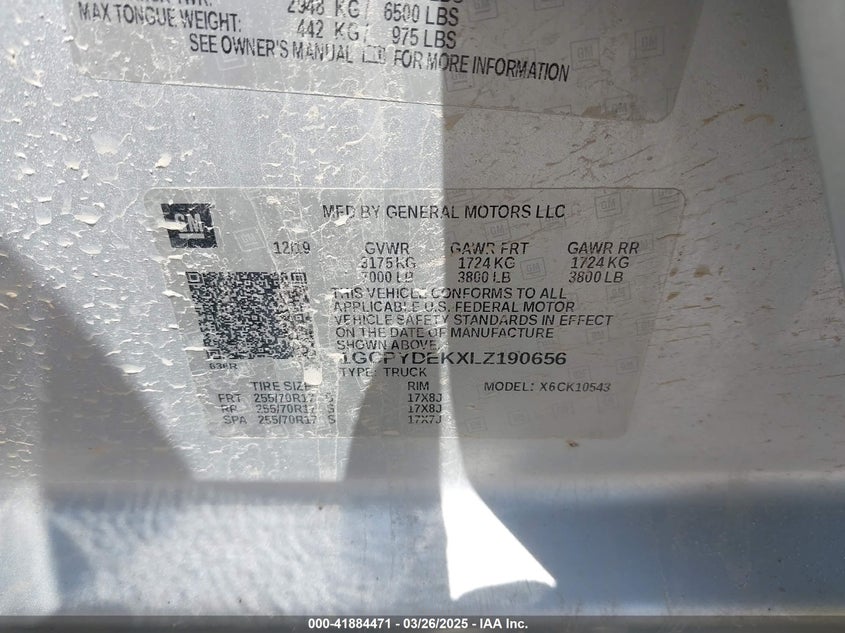 2948 KG/ 6500 LBS
MAX TONGUE WEIGHT: 442 KG/ 975 LBS
SEE OWNER'S MANUAL FOR MORE INFORMATION
GM
MFD BY GENERAL MOTORS LLC
12/19 GVWR GAWR FRT GAWR RR
3175 KG 1724 KG 1724 KG
7000 LB 3800 LB 3800 LB
THIS VEHICLE CONFORMS TO ALL
APPLICABLE U.S. FEDERAL MOTOR
VEHICLE SAFETY STANDARDS IN EFFECT
ON THE DATE OF MANUFACTURE
SHOWN ABOVE.
1GCPYDEKXLZ190656
TYPE: TRUCK MODEL: X6CK10543
TIRE SIZE RIM
FRT 255/70R17 S 17X8J
RR 255/70R17 S 17X8J
SPA 255/70R17 S 17X7J
000-41884471 — 03/26/2025 — IAA Inc.